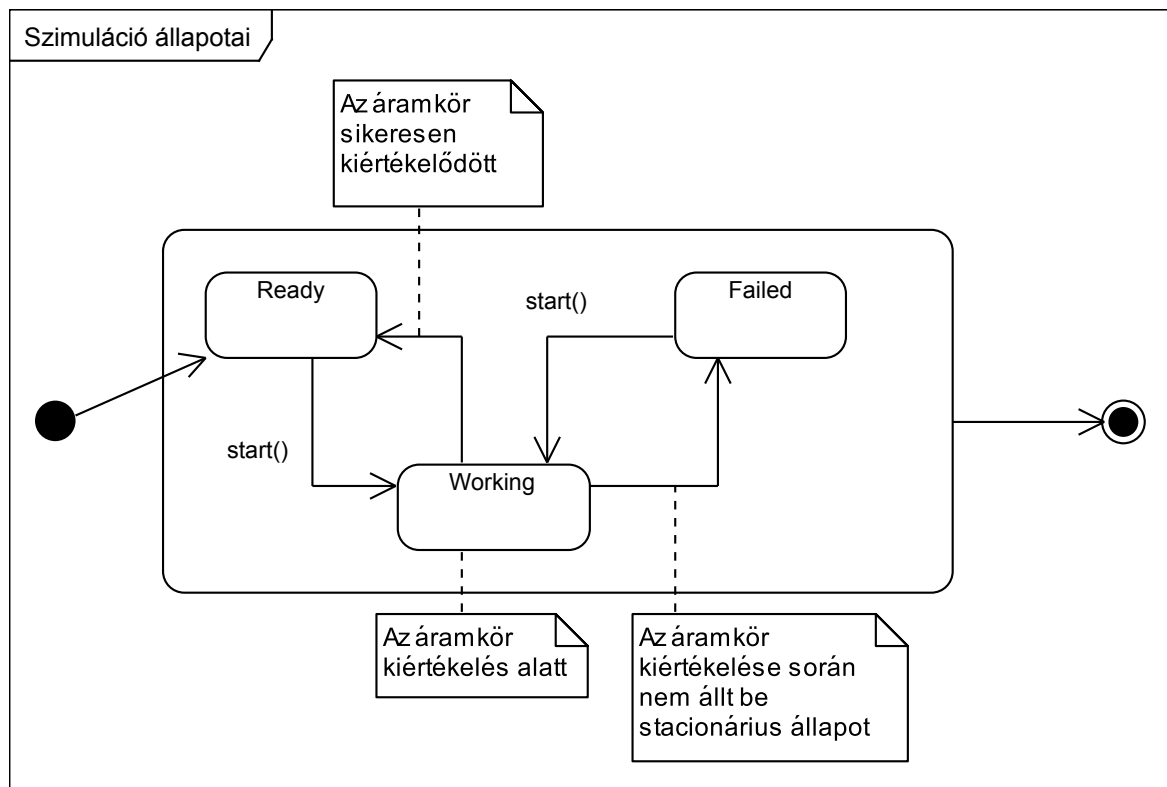 Szimuláció állapotai
Az áramkör
sikeresen
kiértékelődött
Ready
start()
Failed
start()
Working
Az áramkör
kiértékelés alatt
Az áramkör
kiértékelése során
nem állt be
stacionárius állapot